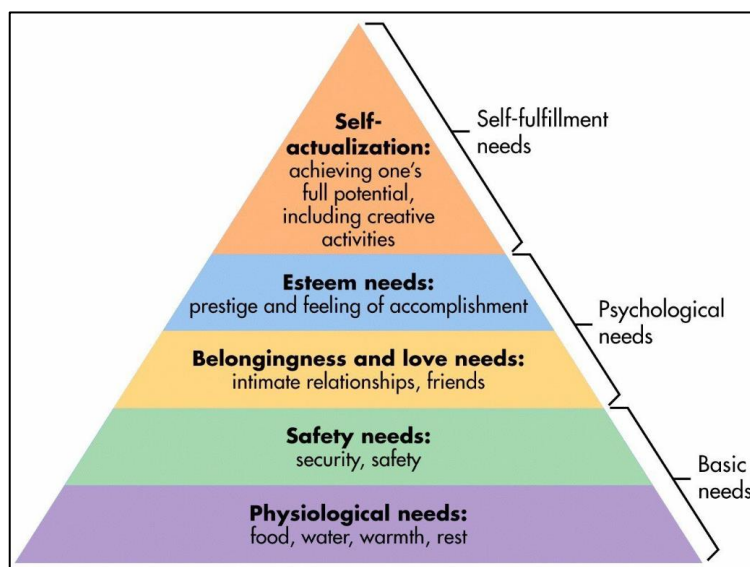 Self-
actualization:
achieving one's
full potential,
including creative
activities
Self-fulfillment
needs
Esteem needs:
prestige and feeling of accomplishment
Psychological
needs
Belongingness and love needs:
intimate relationships, friends
Safety needs:
security, safety
Basic
needs
Physiological needs:
food, water, warmth, rest